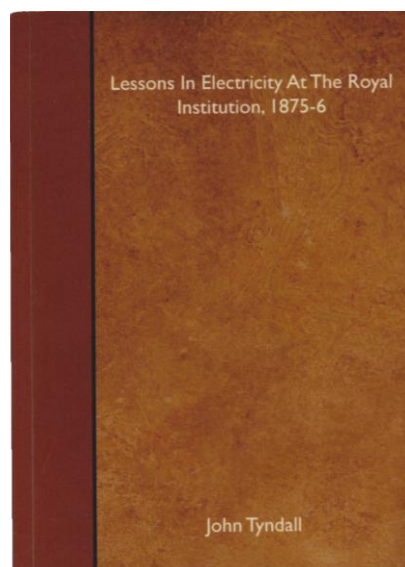 Lessons In Electricity At The Royal
Institution, 1875-6
John Tyndall